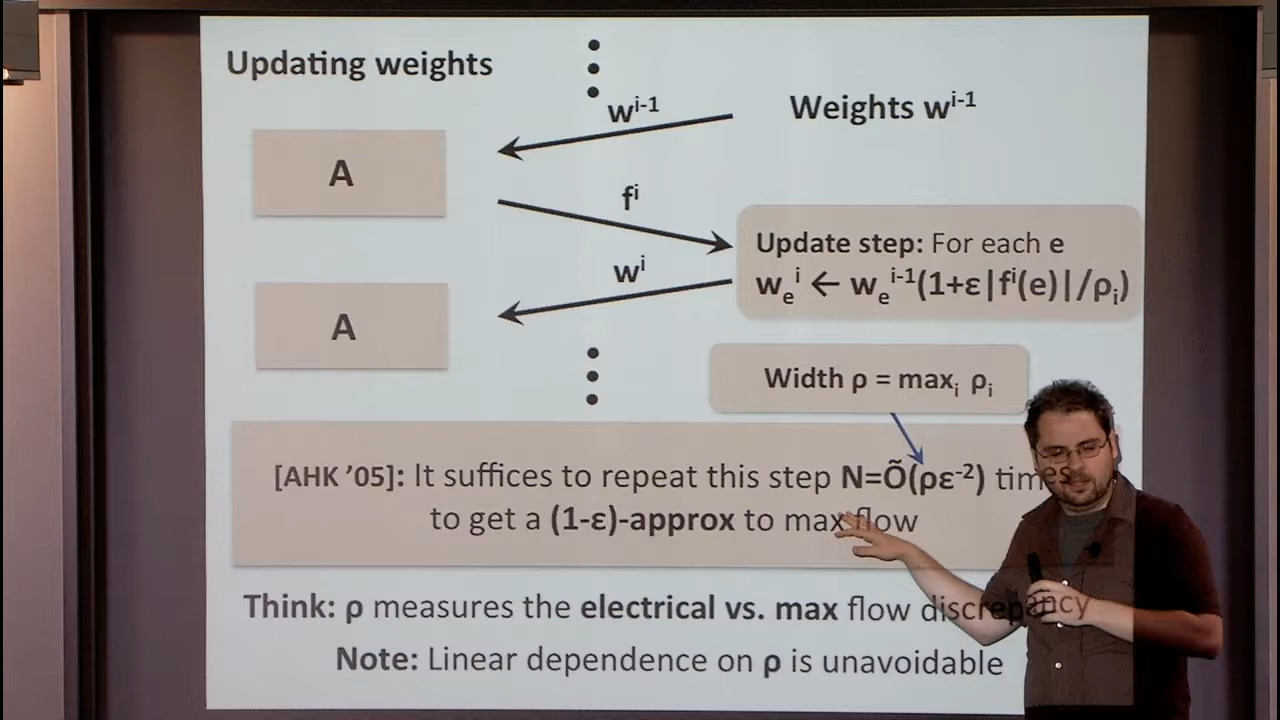 Updating weights
w^{i-1}
Weights w^{i-1}
A
f^i
Update step: For each e
w_e^i ← w_e^{i-1}(1+ε|f^i(e)|/ρ_i)
w^i
A
Width ρ = max_i ρ_i
[AHK '05]: It suffices to repeat this step N=Õ(ρε^{-2}) times
to get a (1-ε)-approx to max flow
Think: ρ measures the electrical vs. max flow discrepancy
Note: Linear dependence on ρ is unavoidable